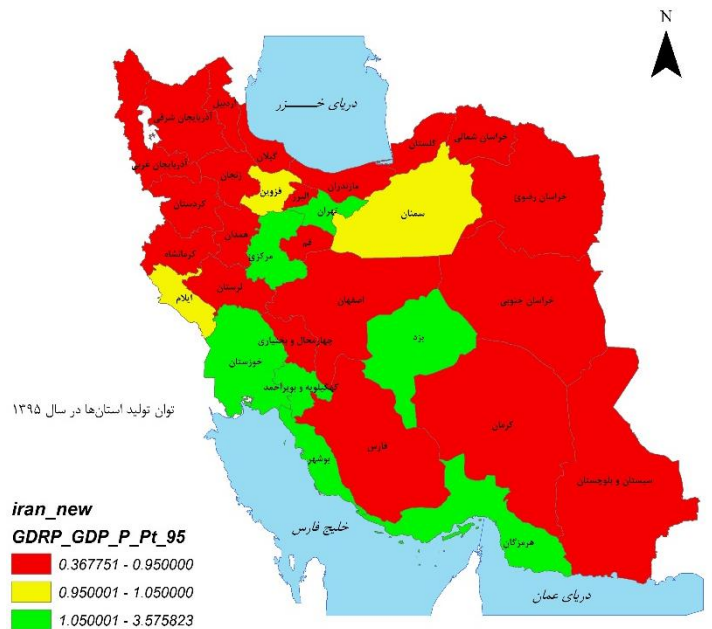 N
دریای خـــــزر
اردبیل
آذربایجان شرقی
آذربایجان غربی
گیلان
زنجان
کردستان
قزوین
البرز
مازندران
تهران
گلستان
خراسان شمالی
خراسان رضوی
سمنان
همدان
مرکزی
قم
کرمانشاه
لرستان
ایلام
اصفهان
خراسان جنوبی
یزد
چهارمحال و بختیاری
خوزستان
کهگیلویه و بویراحمد
توان تولید استان‌ها در سال ۱۳۹۵
کرمان
فارس
بوشهر
سیستان و بلوچستان
خلیج فارس
هرمزگان
دریای عمان
iran_new
GDRP_GDP_P_Pt_95
0.367751 - 0.950000
0.950001 - 1.050000
1.050001 - 3.575823